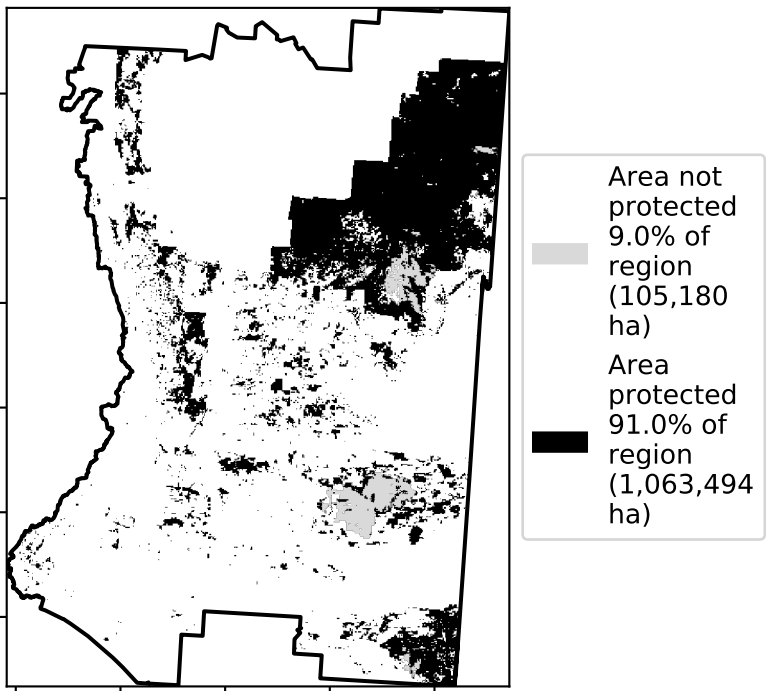 Area not
protected
9.0% of
region
(105,180
ha)
Area
protected
91.0% of
region
(1,063,494
ha)